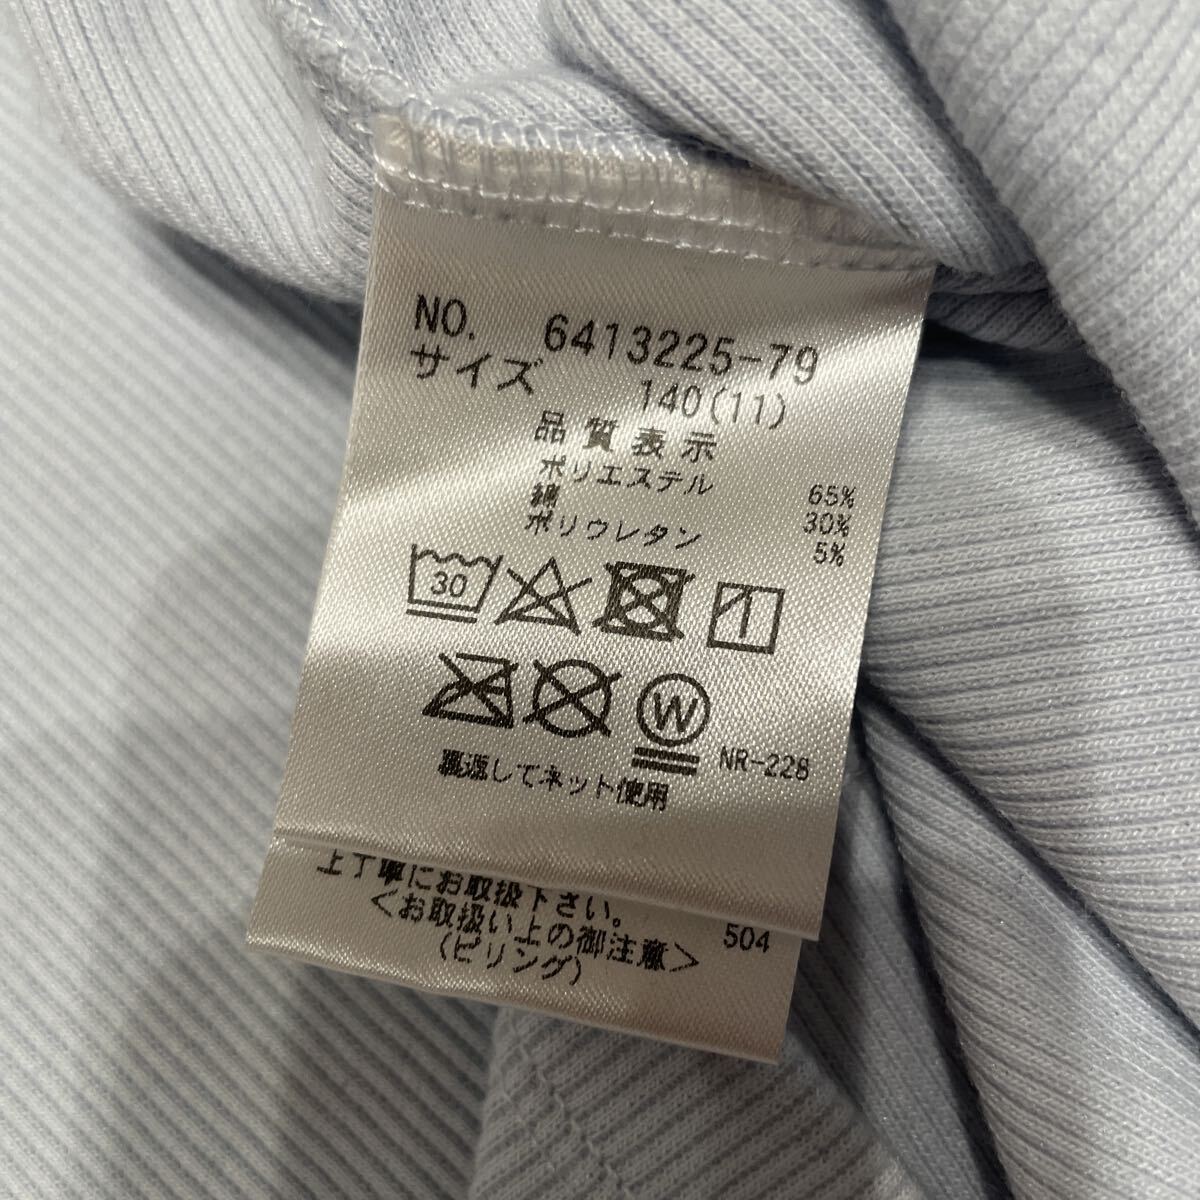 NO. 6413225-79
サイズ 140(11)
品質表示
ポリエステル 65%
綿 30%
ポリウレタン 5%
30
W
NR-228
裏返してネット使用
上丁寧にお取扱下さい。
＜お取扱い上の御注意＞ 504
(ピリング)